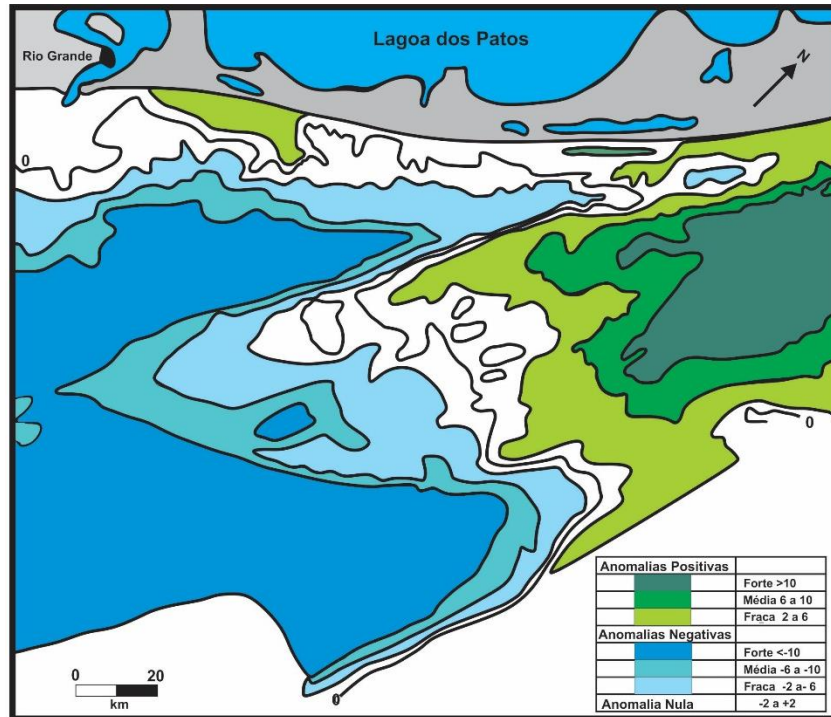 Lagoa dos Patos
Rio Grande
N
0
0
Anomalias Positivas
Forte >10
Média 6 a 10
Fraca 2 a 6
Anomalias Negativas
Forte <-10
Média -6 a -10
Fraca -2 a- 6
Anomalia Nula -2 a +2
0 20
km
0